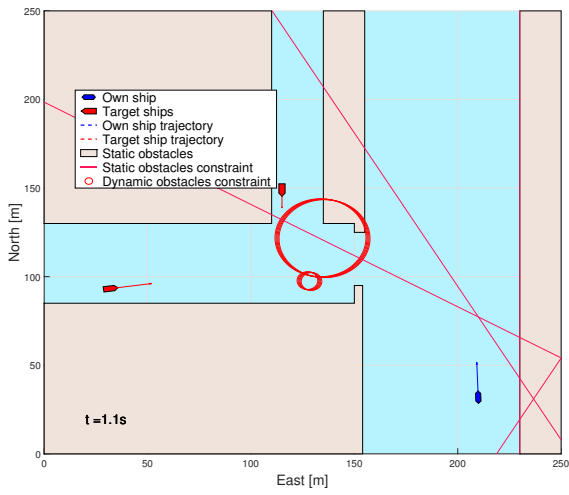 250
200
150
100
50
0
North [m]
Own ship
Target ships
Own ship trajectory
Target ship trajectory
Static obstacles
Static obstacles constraint
Dynamic obstacles constraint
t =1.1s
0 50 100 150 200 250
East [m]